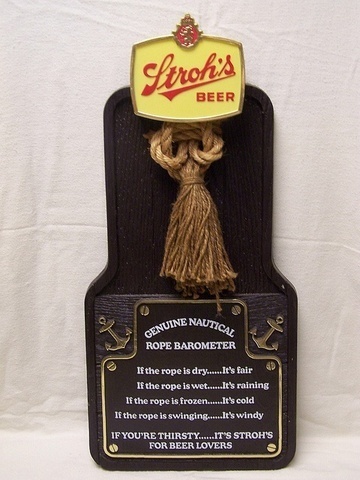 Stroh's
BEER
GENUINE NAUTICAL
ROPE BAROMETER
If the rope is dry......It's fair
If the rope is wet......It's raining
If the rope is frozen......It's cold
If the rope is swinging......It's windy
IF YOU'RE THIRSTY......IT'S STROH'S
FOR BEER LOVERS